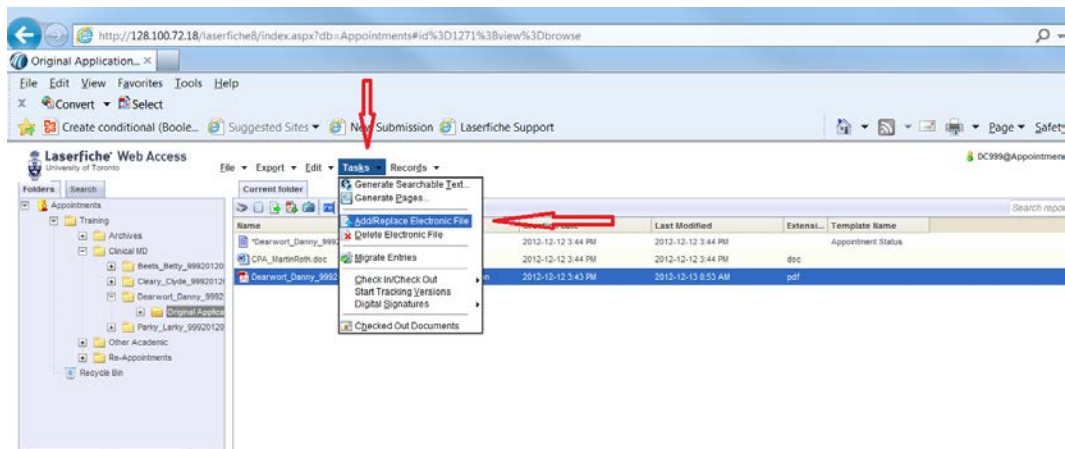 http://128.100.72.18/laserfiche8/index.aspx?db=Appointments#id%3D1271%3Bview%3Dbrowse
Original Application...
File Edit View Favorites Tools Help
x Convert Select
Create conditional (Boole... Suggested Sites New Submission Laserfiche Support Page Safety
Laserfiche Web Access
University of Toronto
File Export Edit Tasks Records
DC999@Appointmen
Folders Search
Current folder
Appointments
Training
Archives
Clinical MD
Beets_Betty_99920120
Cleary_Clyde_9992012
Dearwort_Danny_9992
Original Applica
Parky_Larky_99920120
Other Academic
Re-Appointments
Recycle Bin
Generate Searchable Text...
Generate Pages...
Add/Replace Electronic File
Delete Electronic File
Migrate Entries
Check In/Check Out
Start Tracking Versions
Digital Signatures
Checked Out Documents
Search repo
Name Last Modified Extensi... Template Name
*Dearwort_Danny_999 2012-12-12 3:44 PM 2012-12-12 3:44 PM Appointment Status
CPA_MartinRoth.doc 2012-12-12 3:44 PM 2012-12-12 3:44 PM doc
Dearwort_Danny_9992 on 2012-12-12 3:43 PM 2012-12-13 8:53 AM pdf